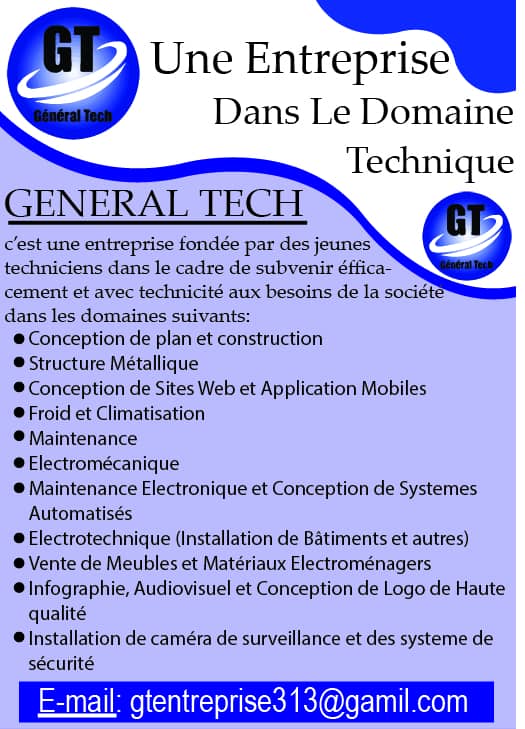 GT
Général Tech
Une Entreprise
Dans Le Domaine
Technique
GENERAL TECH
GT
Général Tech
c'est une entreprise fondée par des jeunes
techniciens dans le cadre de subvenir éffica-
cement et avec technicité aux besoins de la sociéte
dans les domaines suivants:
● Conception de plan et construction
● Structure Métallique
● Conception de Sites Web et Application Mobiles
● Froid et Climatisation
● Maintenance
● Electromécanique
● Maintenance Electronique et Conception de Systemes
Automatisés
● Electrotechnique (Installation de Bâtiments et autres)
● Vente de Meubles et Matériaux Electroménagers
● Infographie, Audiovisuel et Conception de Logo de Haute
qualité
● Installation de caméra de surveillance et des systeme de
sécurité
E-mail: gtentreprise313@gamil.com